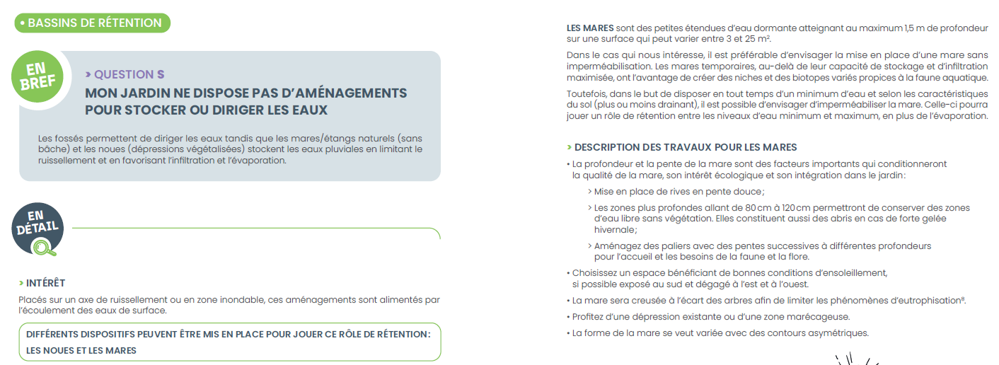 • BASSINS DE RÉTENTION
EN
BREF
> QUESTION S
MON JARDIN NE DISPOSE PAS D'AMÉNAGEMENTS
POUR STOCKER OU DIRIGER LES EAUX
Les fossés permettent de diriger les eaux tandis que les mares/étangs naturels (sans
bâche) et les noues (dépressions végétalisées) stockent les eaux pluviales en limitant le
ruissellement et en favorisant l'infiltration et l'évaporation.
EN
DÉTAIL
> INTÉRÊT
Placés sur un axe de ruissellement ou en zone inondable, ces aménagements sont alimentés par
l'écoulement des eaux de surface.
DIFFÉRENTS DISPOSITIFS PEUVENT ÊTRE MIS EN PLACE POUR JOUER CE RÔLE DE RÉTENTION:
LES NOUES ET LES MARES
LES MARES sont des petites étendues d'eau dormante atteignant au maximum 1,5 m de profondeur
sur une surface qui peut varier entre 3 et 25 m².
Dans le cas qui nous intéresse, il est préférable d'envisager la mise en place d'une mare sans
imperméabilisation. Les mares temporaires, au-delà de leur capacité de stockage et d'infiltration
maximisée, ont l'avantage de créer des niches et des biotopes variés propices à la faune aquatique.
Toutefois, dans le but de disposer en tout temps d'un minimum d'eau et selon les caractéristiques
du sol (plus ou moins drainant), il est possible d'envisager d'imperméabiliser la mare. Celle-ci pourra
jouer un rôle de rétention entre les niveaux d'eau minimum et maximum, en plus de l'évaporation.
> DESCRIPTION DES TRAVAUX POUR LES MARES
• La profondeur et la pente de la mare sont des facteurs importants qui conditionneront
la qualité de la mare, son intérêt écologique et son intégration dans le jardin:
> Mise en place de rives en pente douce;
> Les zones plus profondes allant de 80 cm à 120 cm permettront de conserver des zones
d'eau libre sans végétation. Elles constituent aussi des abris en cas de forte gelée
hivernale;
> Aménagez des paliers avec des pentes successives à différentes profondeurs
pour l'accueil et les besoins de la faune et la flore.
• Choisissez un espace bénéficiant de bonnes conditions d'ensoleillement,
si possible exposé au sud et dégagé à l'est et à l'ouest.
• La mare sera creusée à l'écart des arbres afin de limiter les phénomènes d'eutrophisation⁸.
• Profitez d'une dépression existante ou d'une zone marécageuse.
• La forme de la mare se veut variée avec des contours asymétriques.